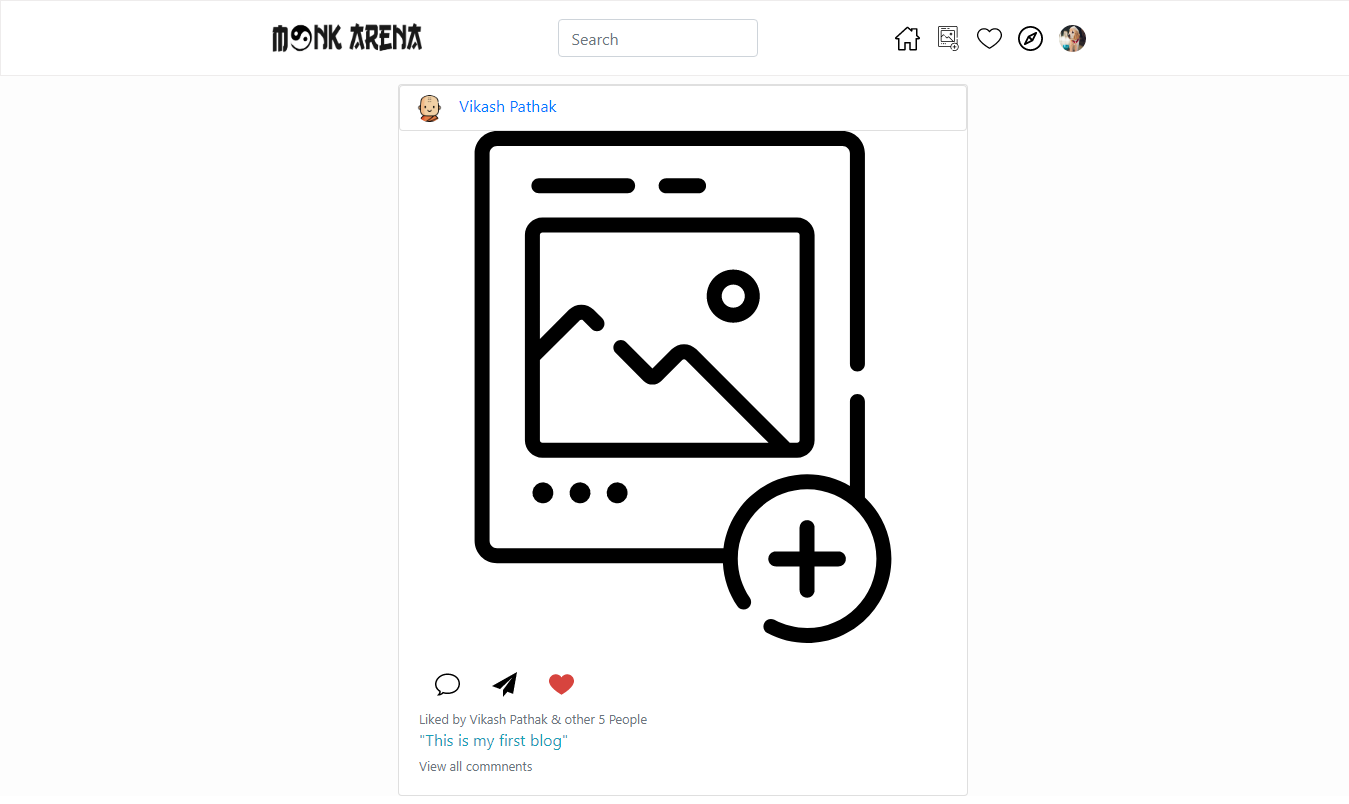 MONK ARENA
Search
Vikash Pathak
Liked by Vikash Pathak & other 5 People
"This is my first blog"
View all commnents